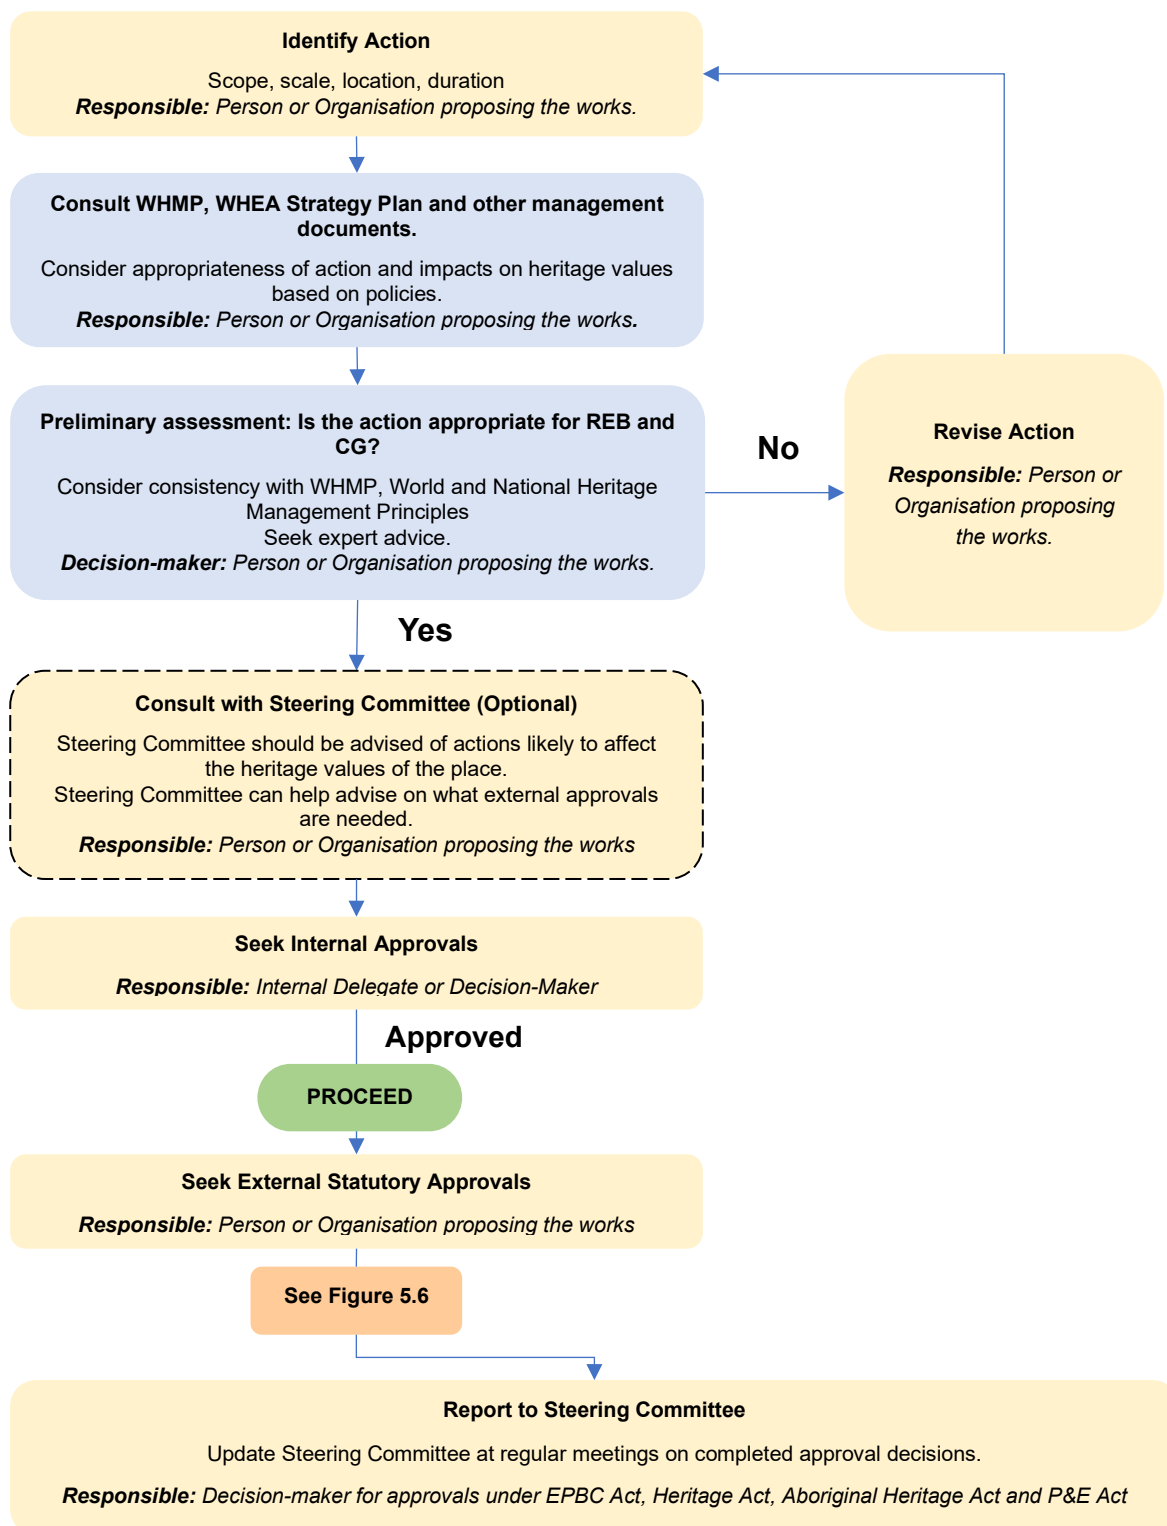 Identify Action
Scope, scale, location, duration
Responsible: Person or Organisation proposing the works.
Consult WHMP, WHEA Strategy Plan and other management
documents.
Consider appropriateness of action and impacts on heritage values
based on policies.
Responsible: Person or Organisation proposing the works.
Preliminary assessment: Is the action appropriate for REB and
CG?
Consider consistency with WHMP, World and National Heritage
Management Principles
Seek expert advice.
Decision-maker: Person or Organisation proposing the works.
No
Revise Action
Responsible: Person or
Organisation proposing
the works.
Yes
Consult with Steering Committee (Optional)
Steering Committee should be advised of actions likely to affect
the heritage values of the place.
Steering Committee can help advise on what external approvals
are needed.
Responsible: Person or Organisation proposing the works
Seek Internal Approvals
Responsible: Internal Delegate or Decision-Maker
Approved
PROCEED
Seek External Statutory Approvals
Responsible: Person or Organisation proposing the works
See Figure 5.6
Report to Steering Committee
Update Steering Committee at regular meetings on completed approval decisions.
Responsible: Decision-maker for approvals under EPBC Act, Heritage Act, Aboriginal Heritage Act and P&E Act